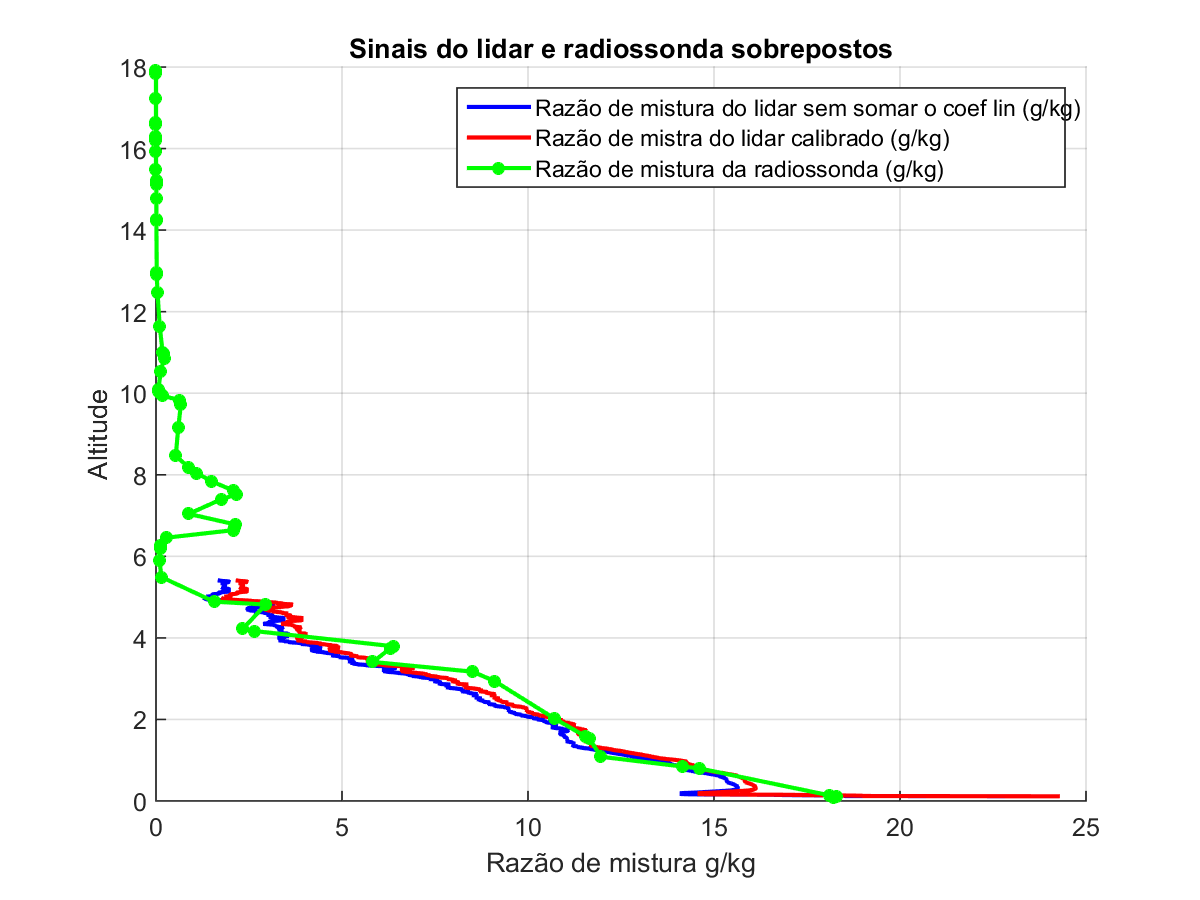 Sinais do lidar e radiossonda sobrepostos
Razão de mistura do lidar sem somar o coef lin (g/kg)
Razão de mistra do lidar calibrado (g/kg)
Razão de mistura da radiossonda (g/kg)
18
16
14
12
10
8
6
4
2
0
Altitude
0 5 10 15 20 25
Razão de mistura g/kg